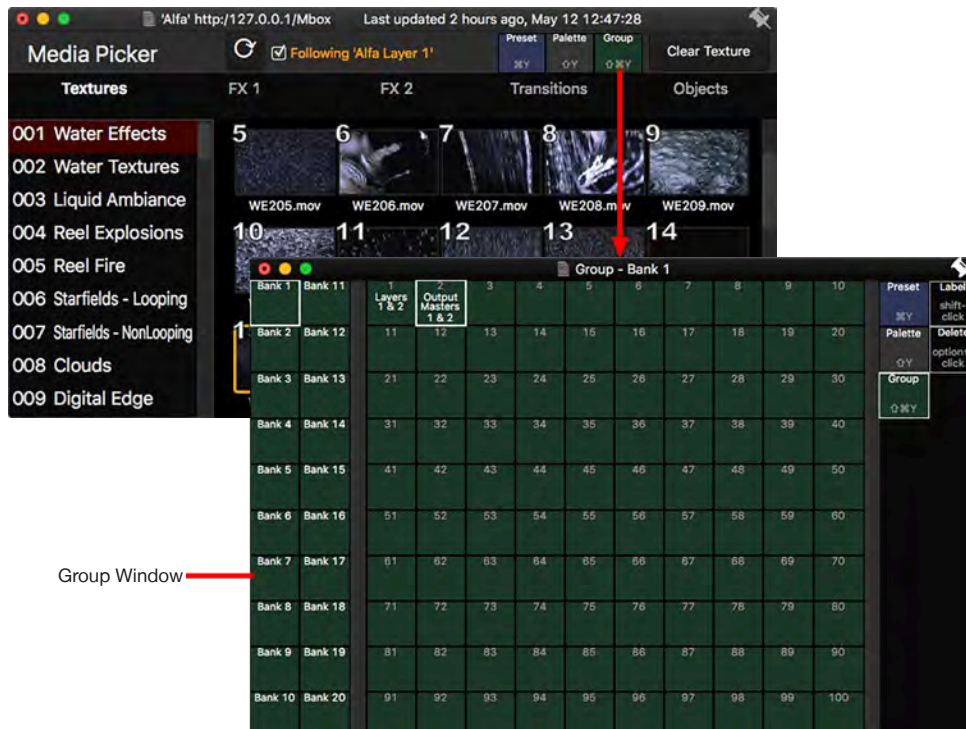 'Alfa' http:/127.0.0.1/Mbox Last updated 2 hours ago, May 12 12:47:28
Media Picker
Following 'Alfa Layer 1'
Preset ⌘Y
Palette ⇧Y
Group ⇧⌘Y
Clear Texture
Textures FX 1 FX 2 Transitions Objects
001 Water Effects
002 Water Textures
003 Liquid Ambiance
004 Reel Explosions
005 Reel Fire
006 Starfields - Looping
007 Starfields - NonLooping
008 Clouds
009 Digital Edge
5 6 7 8 9
WE205.mov WE206.mov WE207.mov WE208.mov WE209.mov
10 11 12 13 14
Group - Bank 1
Bank 1 Bank 11 1 Layers 1 & 2 2 Output Masters 1 & 2 3 4 5 6 7 8 9 10
Bank 2 Bank 12 11 12 13 14 15 16 17 18 19 20
Bank 3 Bank 13 21 22 23 24 25 26 27 28 29 30
Bank 4 Bank 14 31 32 33 34 35 36 37 38 39 40
Bank 5 Bank 15 41 42 43 44 45 46 47 48 49 50
Bank 6 Bank 16 51 52 53 54 55 56 57 58 59 60
Bank 7 Bank 17 61 62 63 64 65 66 67 68 69 70
Bank 8 Bank 18 71 72 73 74 75 76 77 78 79 80
Bank 9 Bank 19 81 82 83 84 85 86 87 88 89 90
Bank 10 Bank 20 91 92 93 94 95 96 97 98 99 100
Preset ⌘Y
Label shift-click
Palette ⇧Y
Delete option-click
Group ⇧⌘Y
Group Window